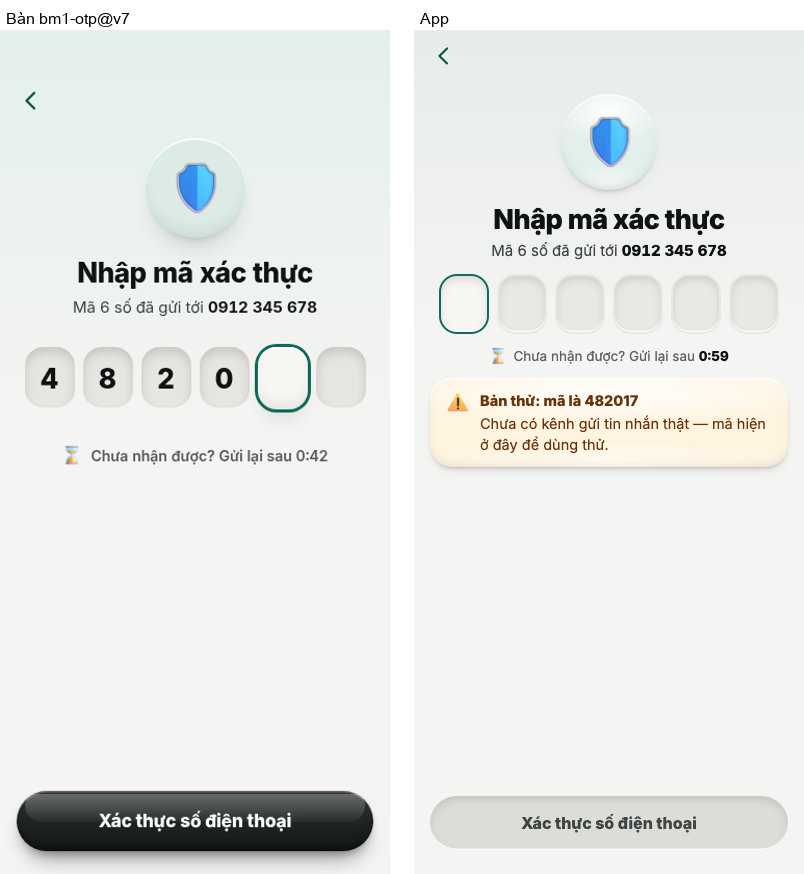 Bản bm1-otp@v7
Nhập mã xác thực
Mã 6 số đã gửi tới 0912 345 678
4 8 2 0
Chưa nhận được? Gửi lại sau 0:42
Xác thực số điện thoại
App
Nhập mã xác thực
Mã 6 số đã gửi tới 0912 345 678
Chưa nhận được? Gửi lại sau 0:59
Bản thử: mã là 482017
Chưa có kênh gửi tin nhắn thật — mã hiện
ở đây để dùng thử.
Xác thực số điện thoại